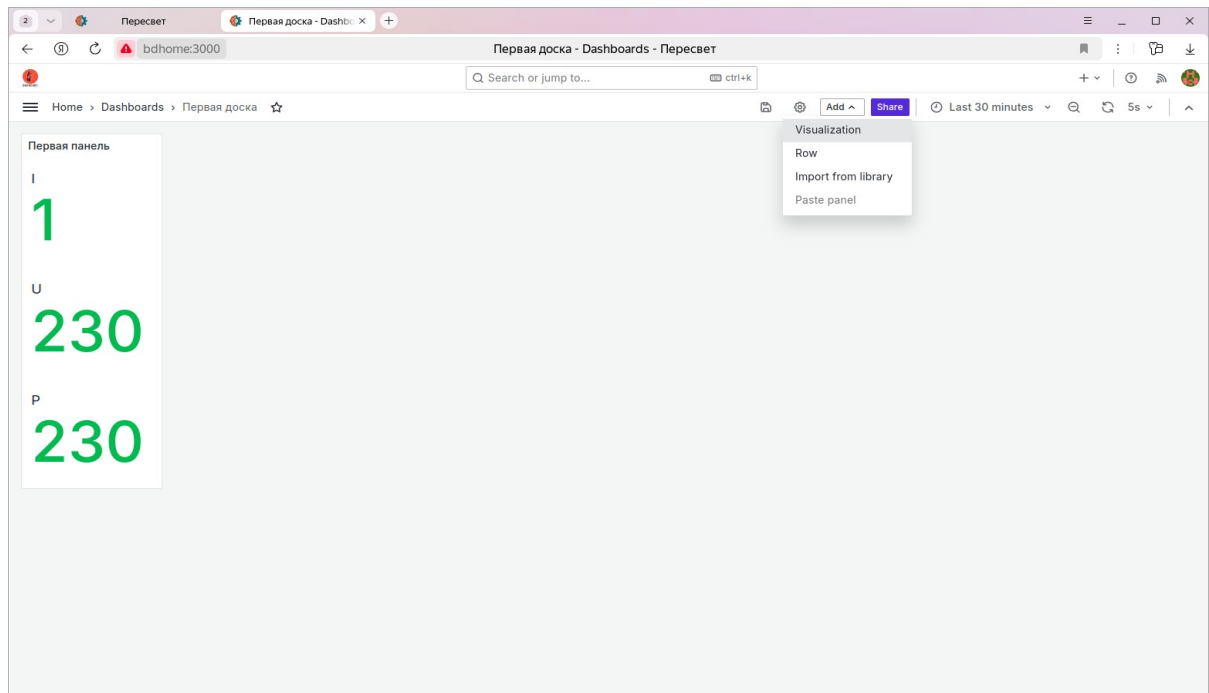 2 Пересвет Первая доска - Dashbo
Я bdhome:3000 Первая доска - Dashboards - Пересвет
Search or jump to... ctrl+k
Home › Dashboards › Первая доска Add Share Last 30 minutes 5s
Visualization
Row
Import from library
Paste panel
Первая панель
I
1
U
230
P
230